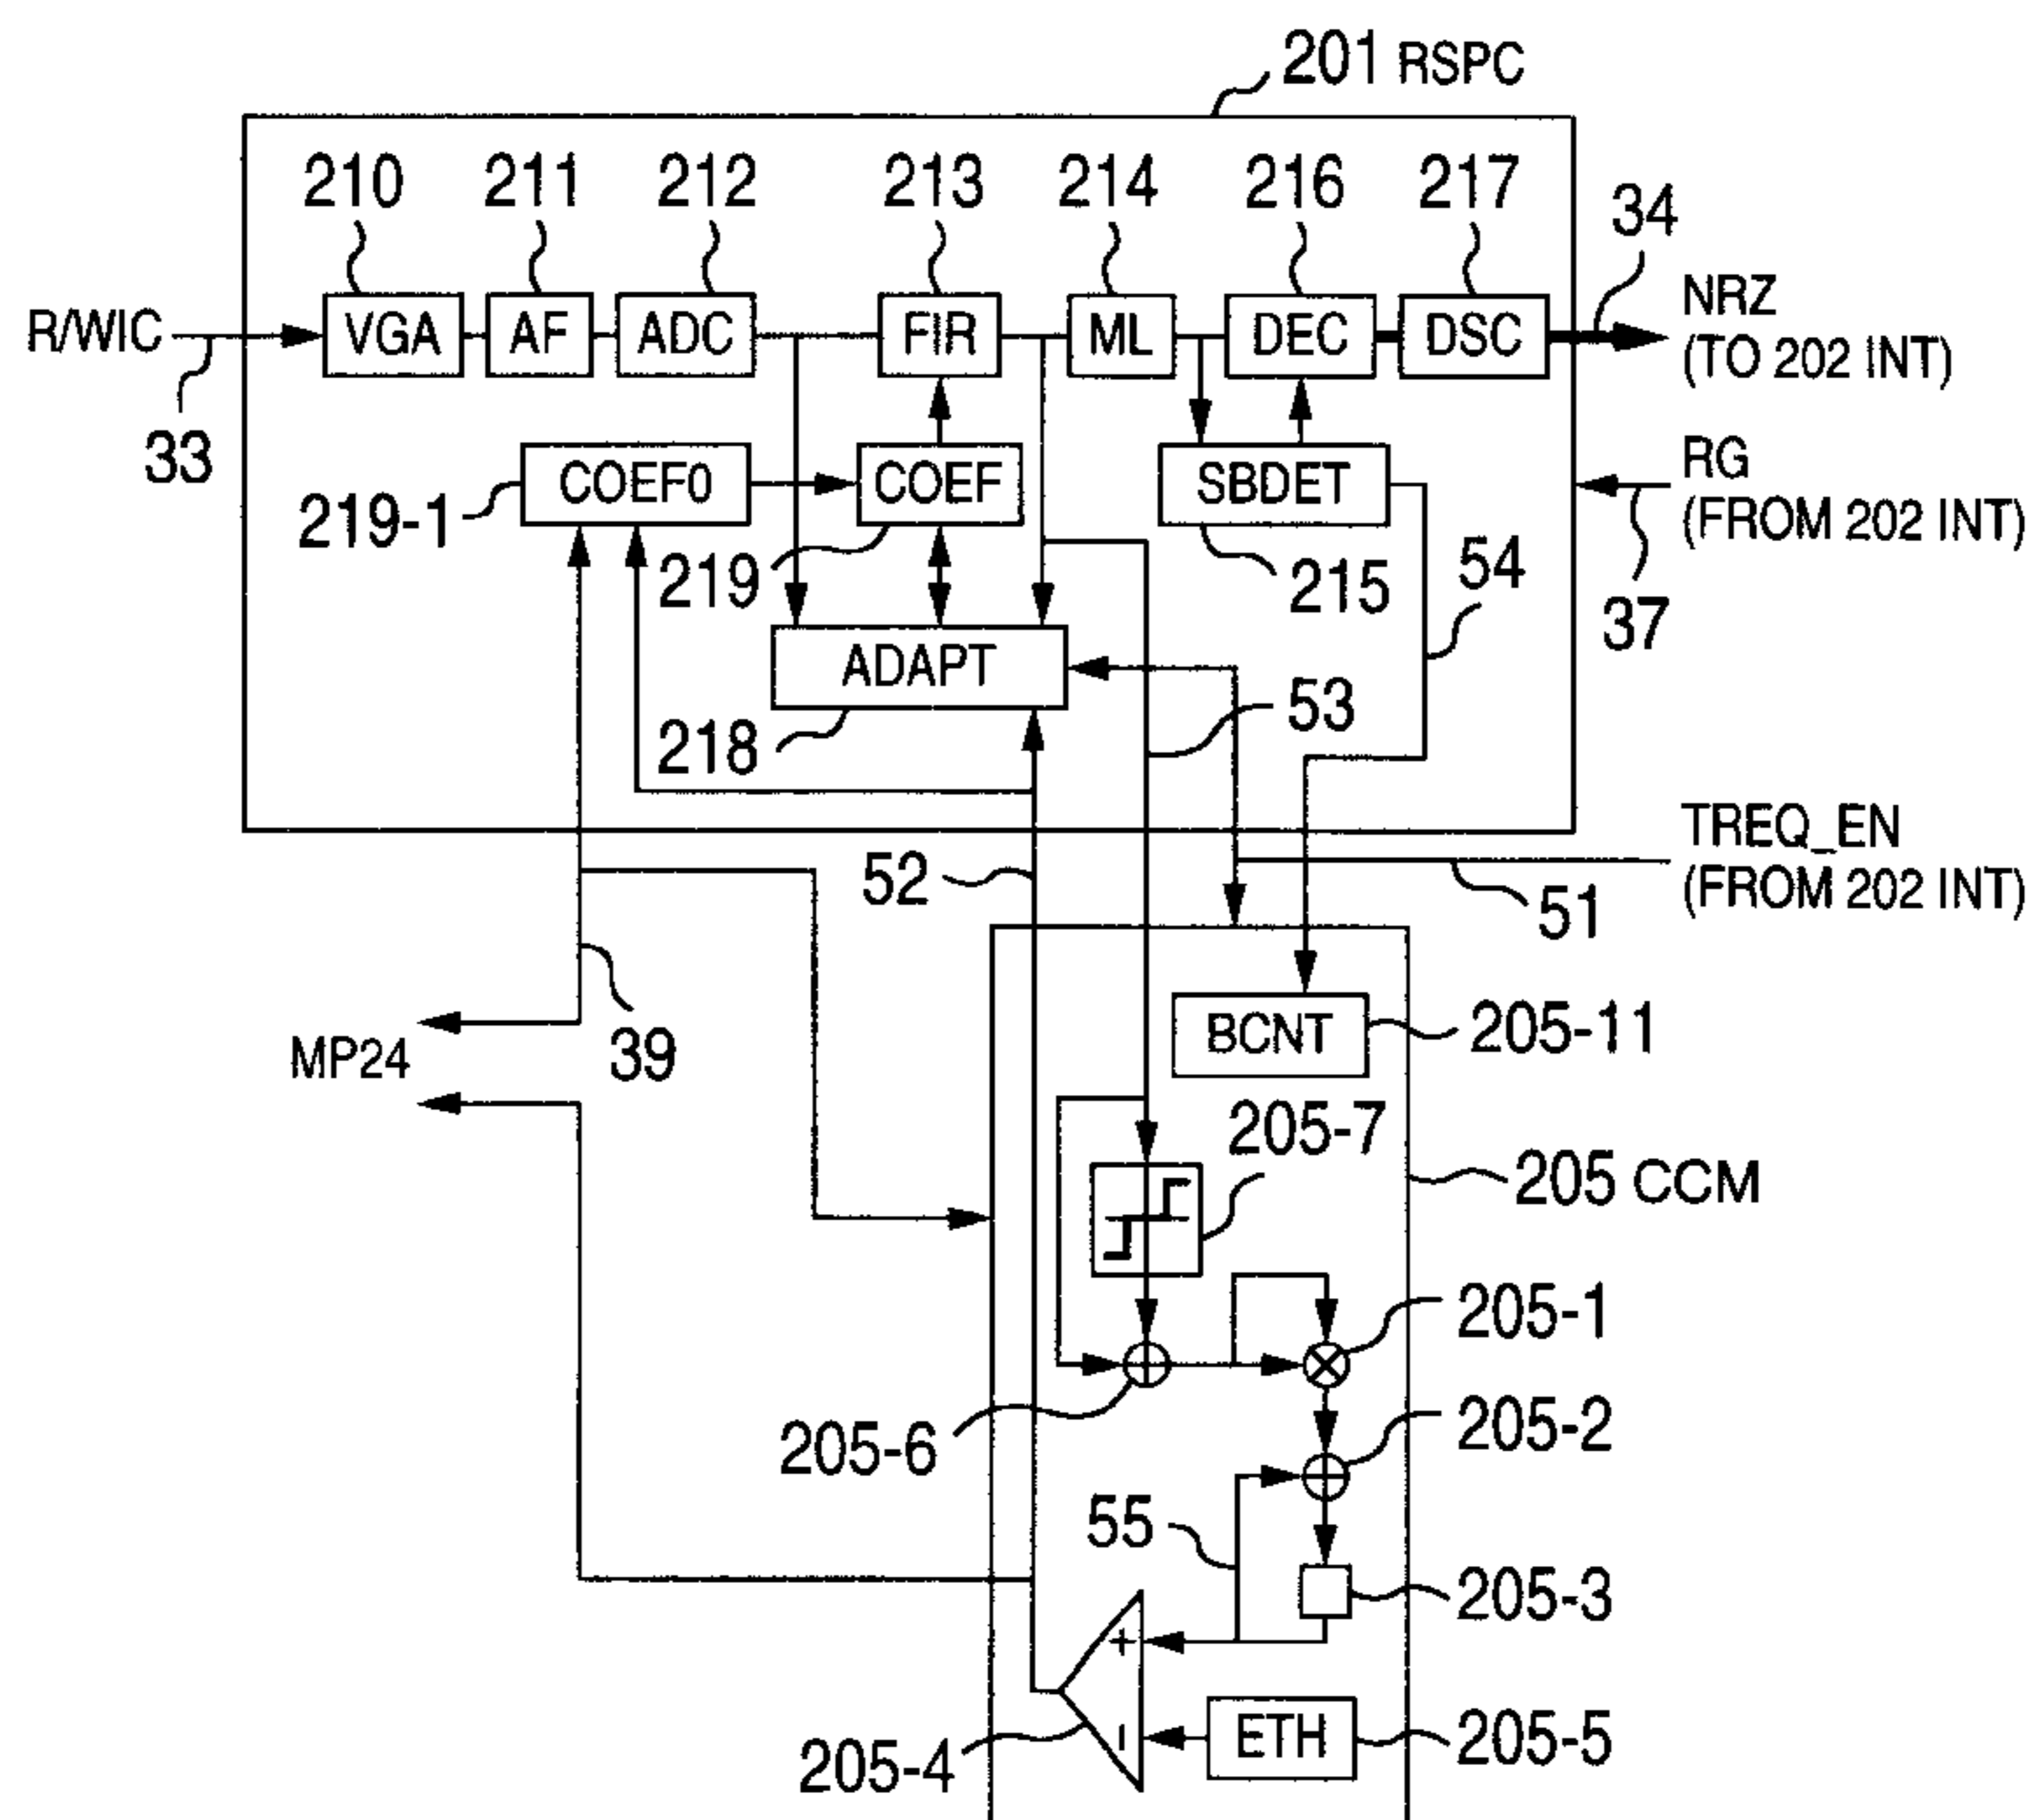 201 RSPC
210
211
212
213
214
216
217
34
R/WIC
VGA
AF
ADC
FIR
ML
DEC
DSC
NRZ
(TO 202 INT)
33
COEF0
COEF
SBDET
RG
(FROM 202 INT)
219-1
219
215
54
37
ADAPT
53
218
52
TREQ_EN
(FROM 202 INT)
51
MP24
39
BCNT
205-11
205-7
205 CCM
205-1
205-6
205-2
55
205-3
+
−
ETH
205-4
205-5